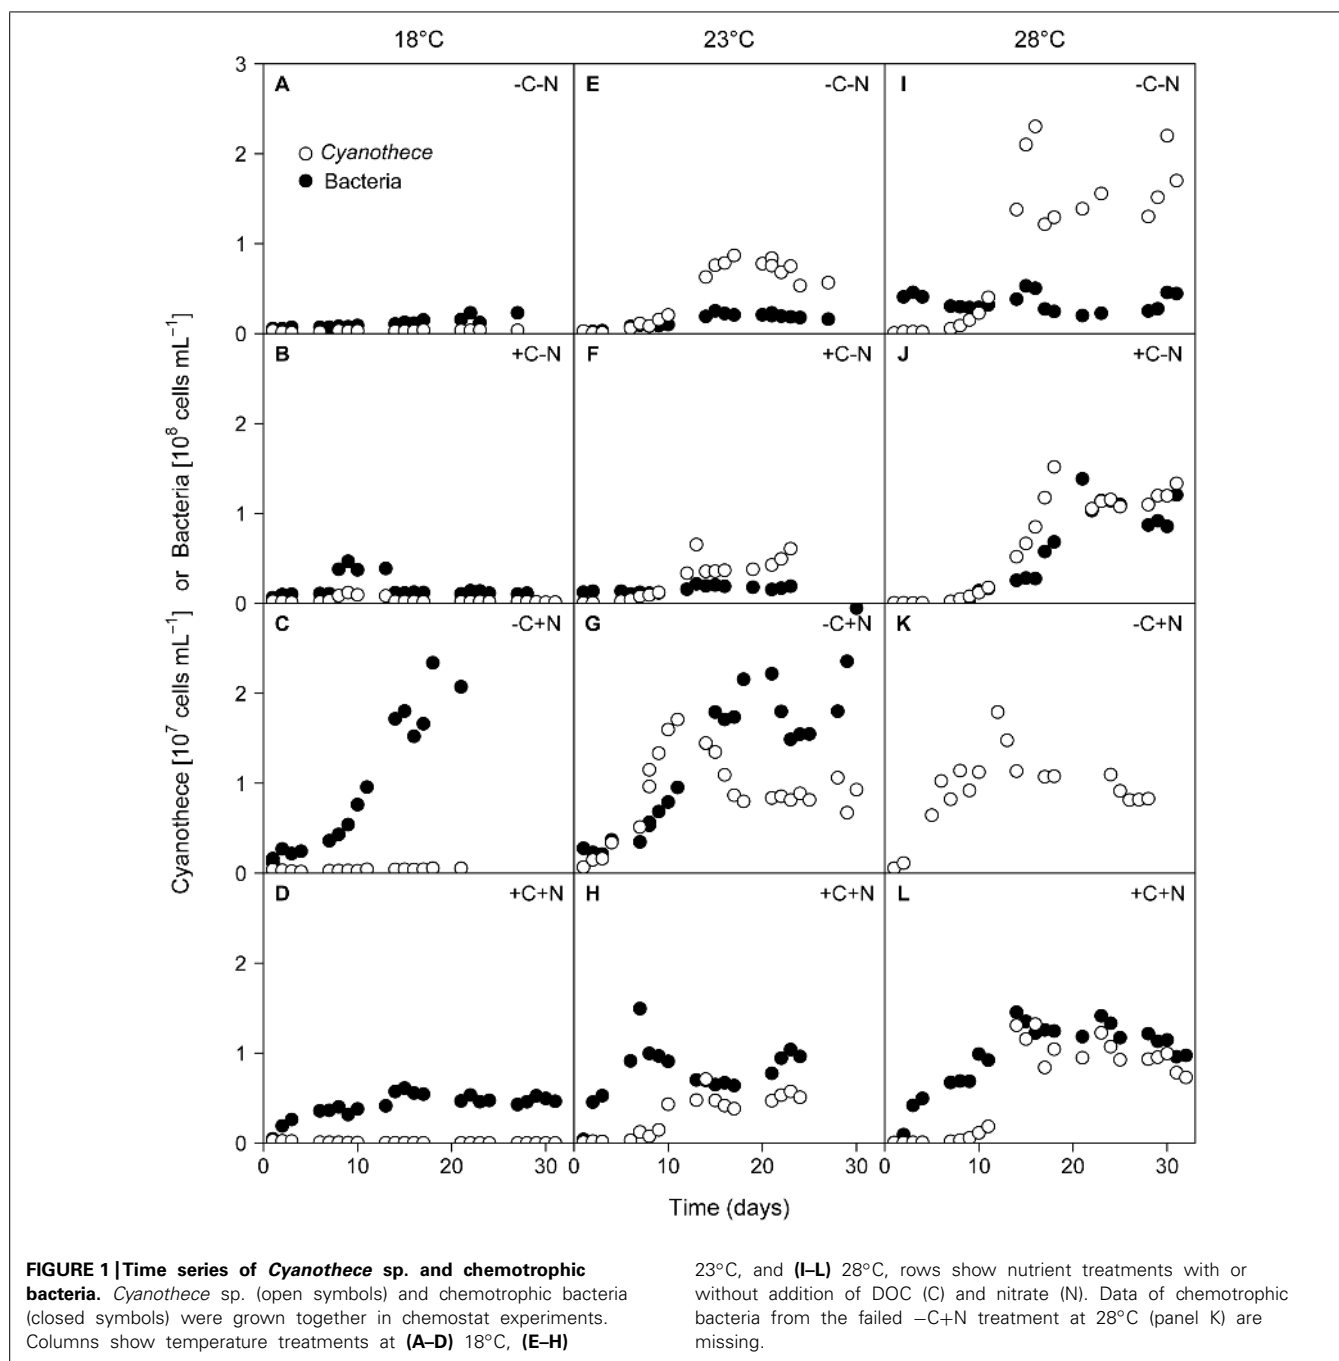 18°C 23°C 28°C
3
A -C-N E -C-N I -C-N
Cyanothece
Bacteria
2
1
0
B +C-N F +C-N J +C-N
2
1
0
C -C+N G -C+N K -C+N
2
1
0
D +C+N H +C+N L +C+N
2
1
0
Cyanothece [10⁷ cells mL⁻¹] or Bacteria [10⁸ cells mL⁻¹]
0 10 20 30 0 10 20 30 0 10 20 30
Time (days)
FIGURE 1 | Time series of Cyanothece sp. and chemotrophic
bacteria. Cyanothece sp. (open symbols) and chemotrophic bacteria
(closed symbols) were grown together in chemostat experiments.
Columns show temperature treatments at (A–D) 18°C, (E–H)
23°C, and (I–L) 28°C, rows show nutrient treatments with or
without addition of DOC (C) and nitrate (N). Data of chemotrophic
bacteria from the failed −C+N treatment at 28°C (panel K) are
missing.